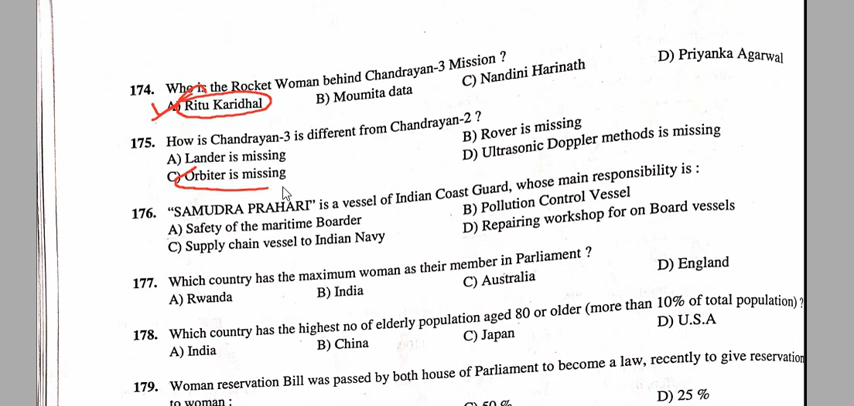 174. Who is the Rocket Woman behind Chandrayan-3 Mission ?
A) Ritu Karidhal B) Moumita data C) Nandini Harinath D) Priyanka Agarwal
175. How is Chandrayan-3 is different from Chandrayan-2 ?
A) Lander is missing B) Rover is missing
C) Orbiter is missing D) Ultrasonic Doppler methods is missing
176. "SAMUDRA PRAHARI" is a vessel of Indian Coast Guard, whose main responsibility is :
A) Safety of the maritime Boarder B) Pollution Control Vessel
C) Supply chain vessel to Indian Navy D) Repairing workshop for on Board vessels
177. Which country has the maximum woman as their member in Parliament ?
A) Rwanda B) India C) Australia D) England
178. Which country has the highest no of elderly population aged 80 or older (more than 10% of total population) ?
A) India B) China C) Japan D) U.S.A
179. Woman reservation Bill was passed by both house of Parliament to become a law, recently to give reservation
to woman :
C) 50 % D) 25 %